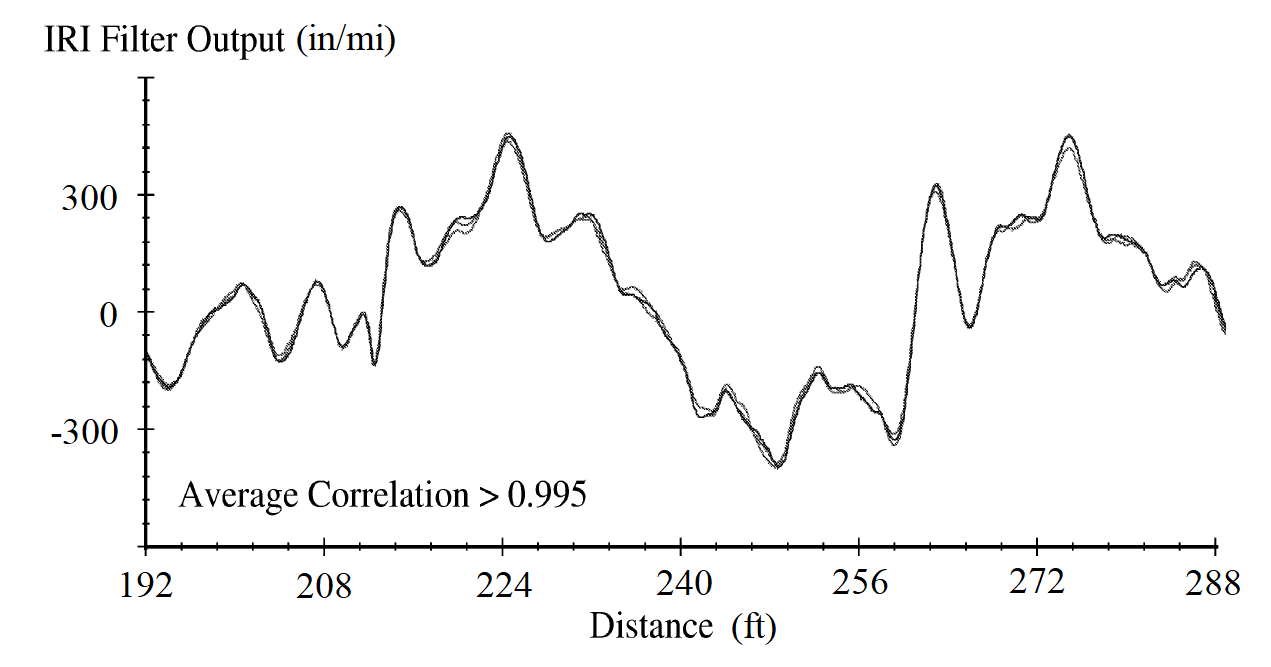 IRI Filter Output (in/mi)
300
0
-300
Average Correlation > 0.995
192 208 224 240 256 272 288
Distance (ft)